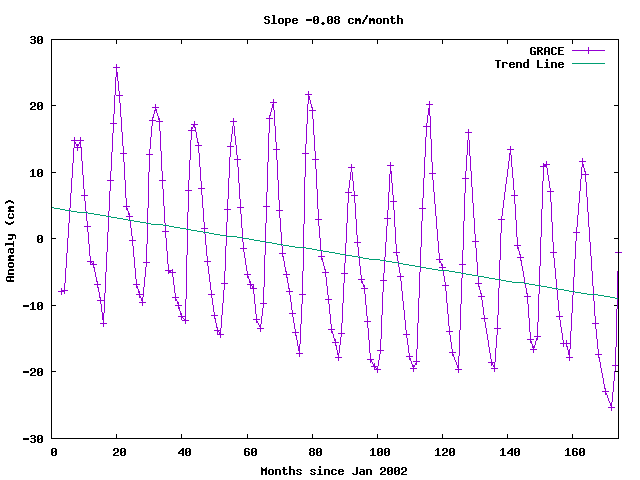 Slope -0.08 cm/month
30
20
10
0
-10
-20
-30
Anomaly (cm)
GRACE
Trend Line
0 20 40 60 80 100 120 140 160
Months since Jan 2002